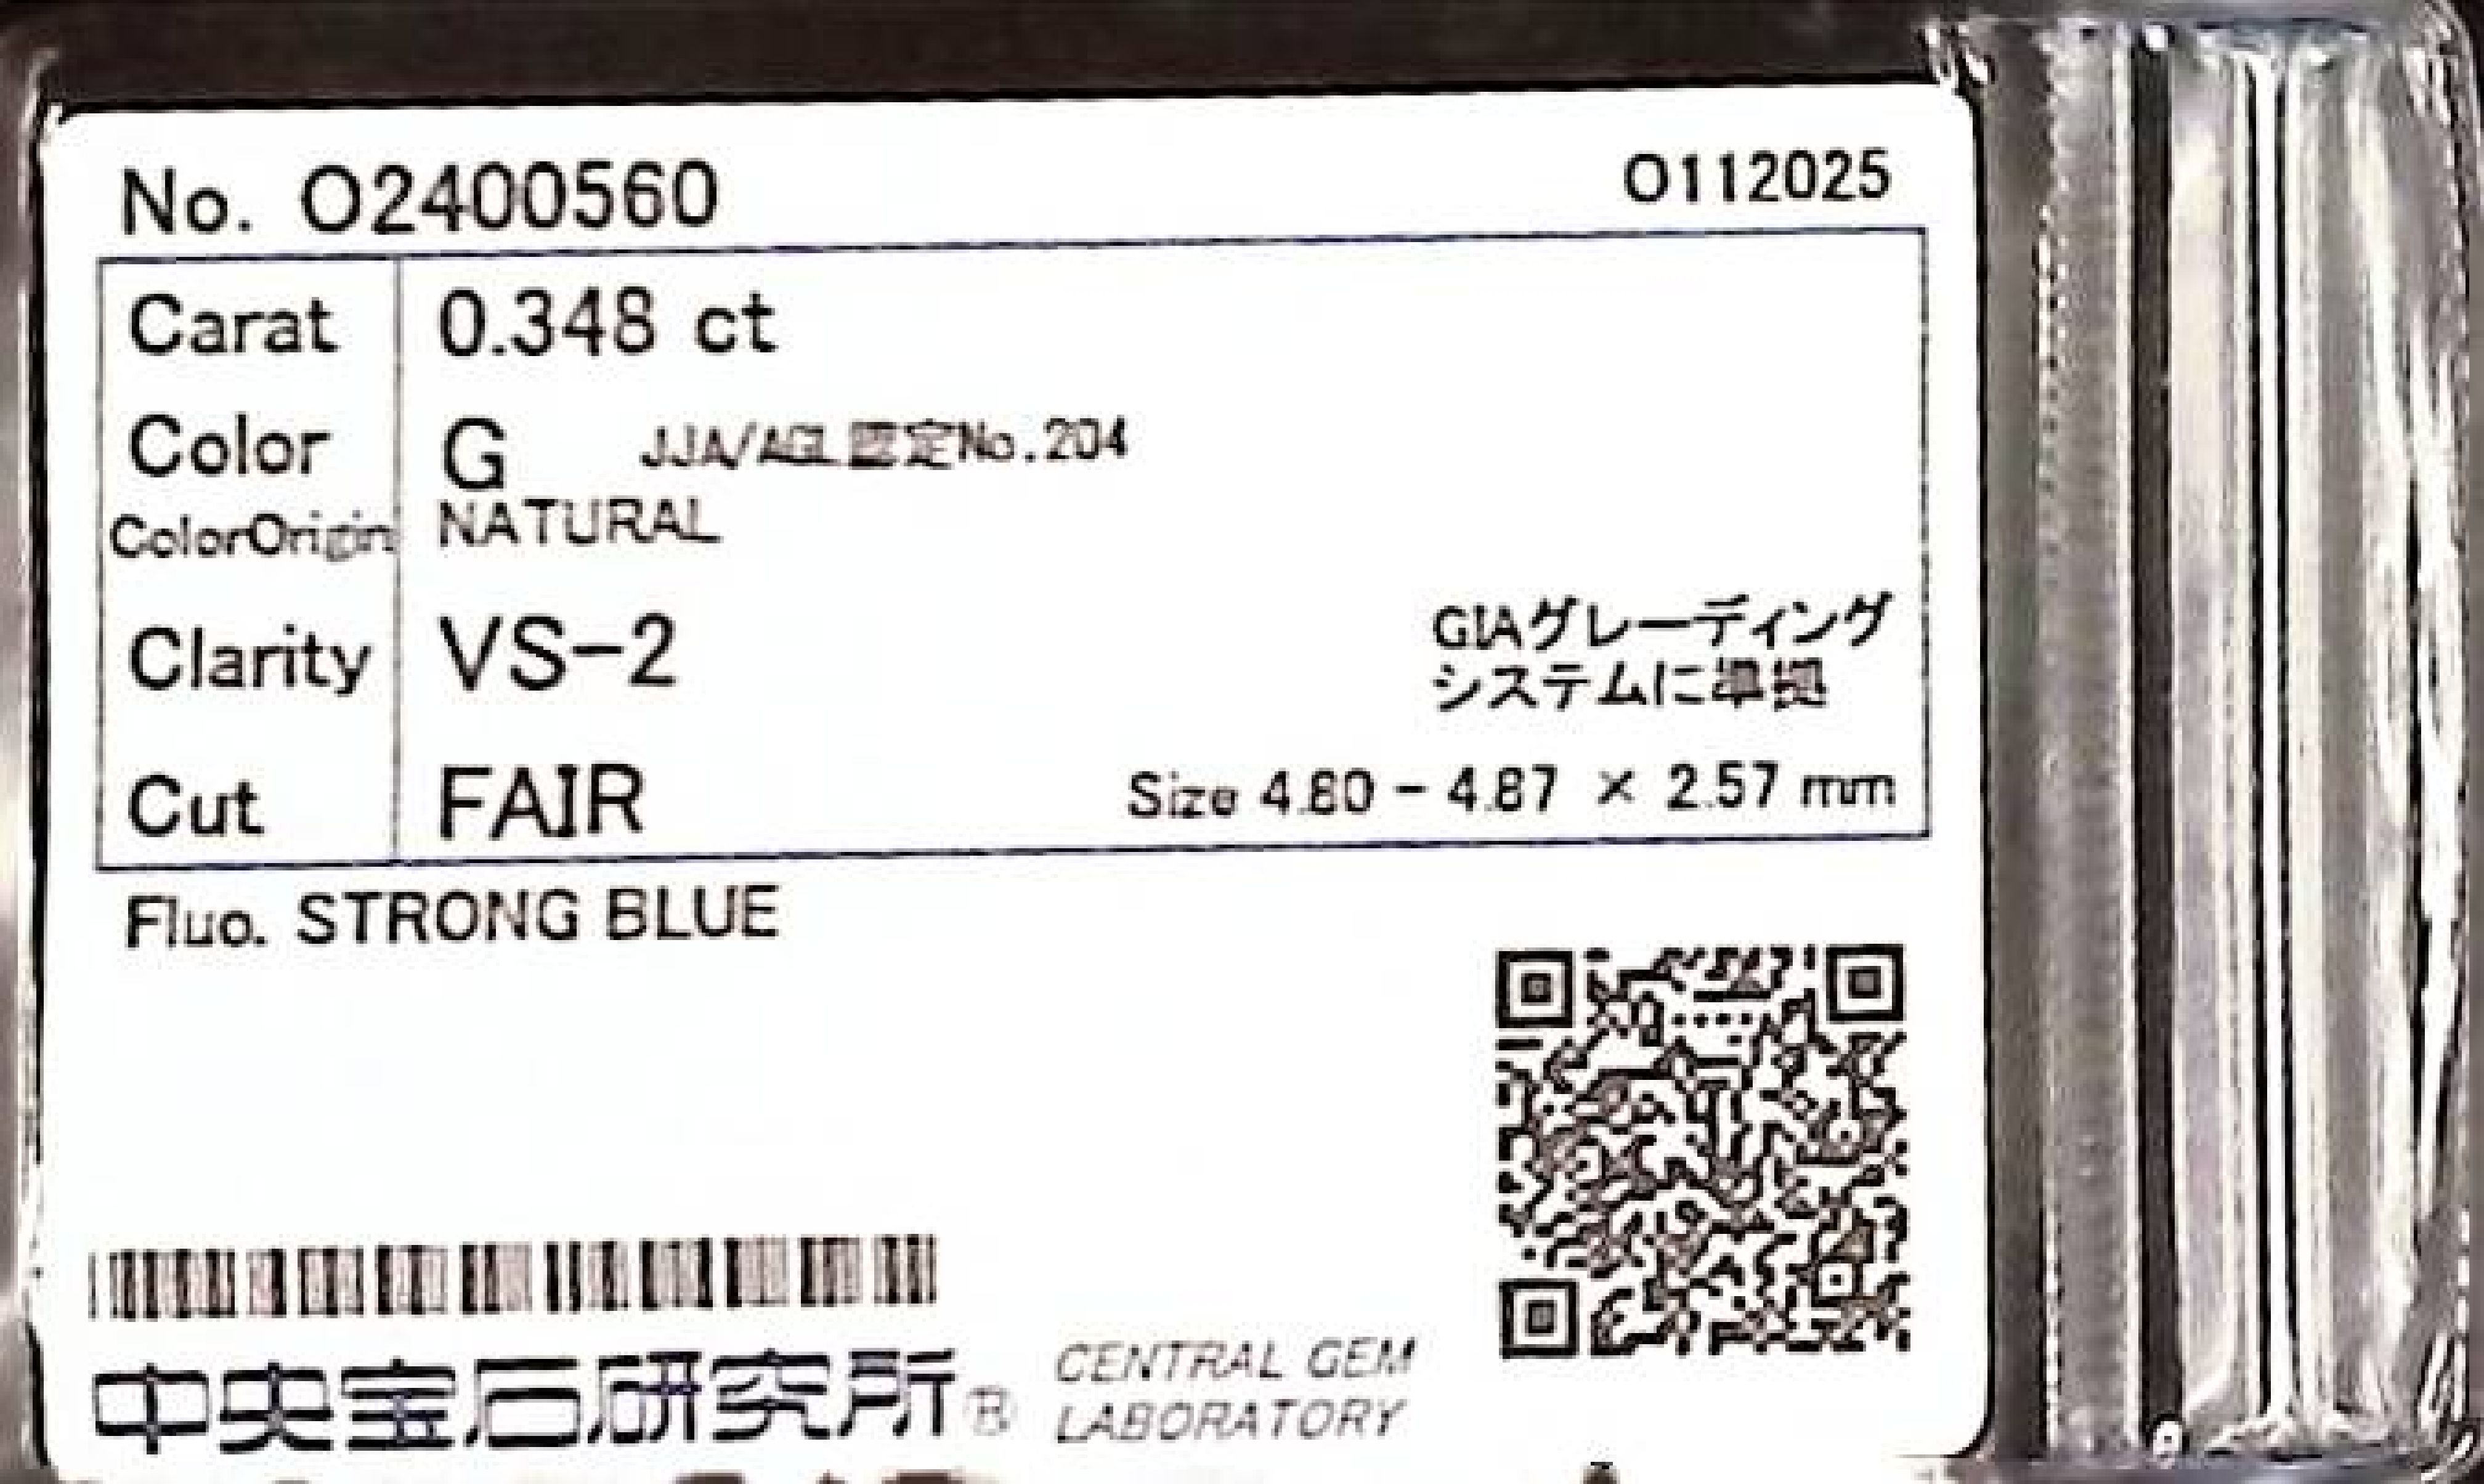 No. O2400560 O112025
Carat 0.348 ct
Color G JJA/AGL認定No.204
ColorOrigin NATURAL
Clarity VS-2
GIAグレーディング
システムに準拠
Cut FAIR Size 4.80 - 4.87 × 2.57 mm
Fluo. STRONG BLUE
中央宝石研究所® CENTRAL GEM
LABORATORY